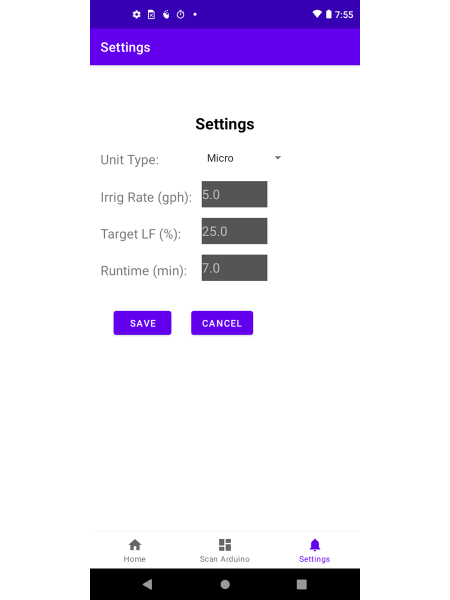 7:55
Settings
Settings
Unit Type: Micro
Irrig Rate (gph): 5.0
Target LF (%): 25.0
Runtime (min): 7.0
SAVE CANCEL
Home Scan Arduino Settings